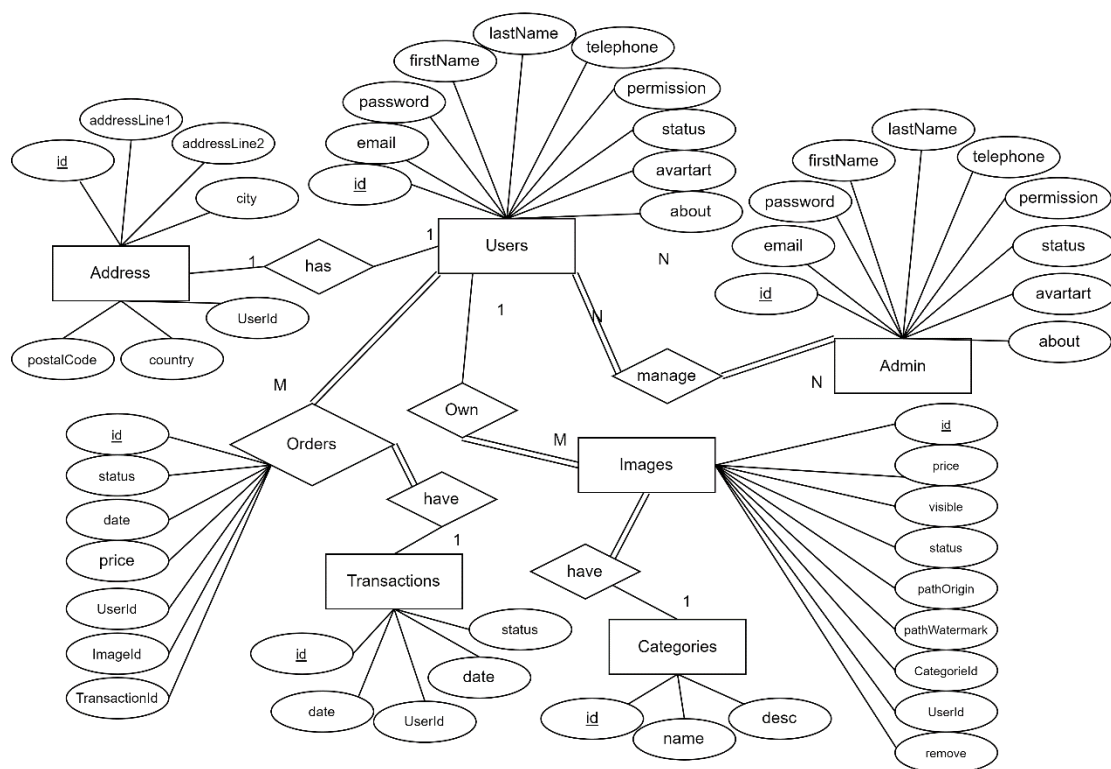 lastName
firstName
telephone
password
permission
email
status
id
avartart
about
Users
addressLine1
addressLine2
id
city
Address
has
1
1
UserId
postalCode
country
lastName
firstName
telephone
password
permission
email
status
id
avartart
about
Admin
N
N
N
manage
1
M
Own
M
Orders
id
status
date
price
UserId
ImageId
TransactionId
have
1
Transactions
id
date
UserId
date
status
Images
id
price
visible
status
pathOrigin
pathWatermark
CategorieId
UserId
remove
have
1
Categories
id
name
desc